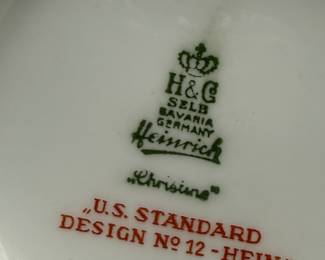 H&C
SELB
BAVARIA
GERMANY
Heinrich
„Christine"
„U.S. STANDARD
DESIGN Nº 12 - HEIN